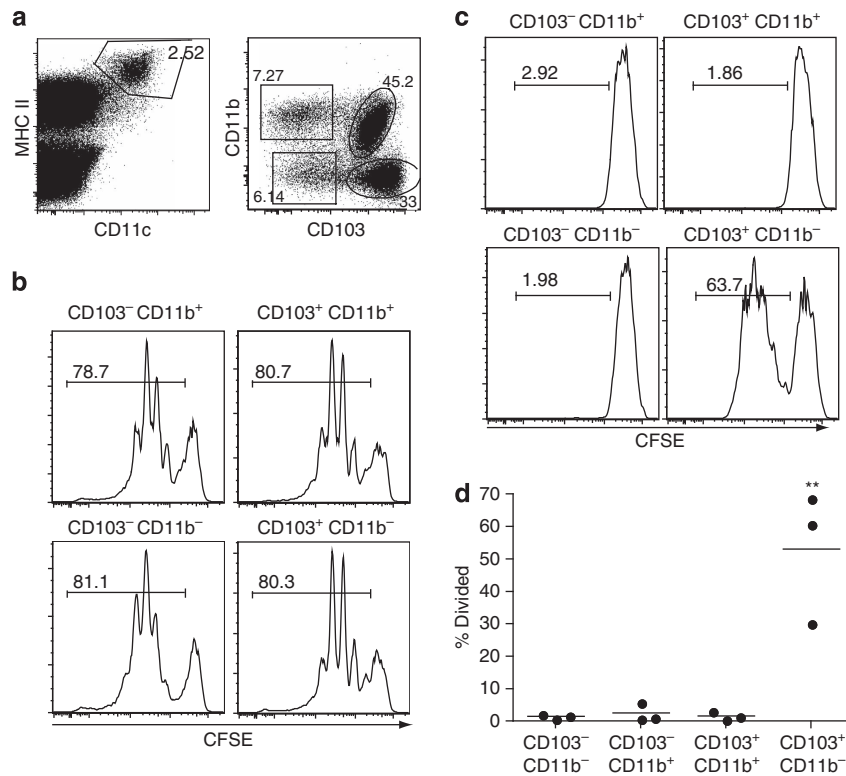 a
2.52
MHC II
CD11c
7.27
45.2
6.14
33
CD11b
CD103
b
CD103– CD11b+
CD103+ CD11b+
78.7
80.7
CD103– CD11b–
CD103+ CD11b–
81.1
80.3
CFSE
c
CD103– CD11b+
CD103+ CD11b+
2.92
1.86
CD103– CD11b–
CD103+ CD11b–
1.98
63.7
CFSE
d
% Divided
70
60
50
40
30
20
10
0
**
CD103–
CD11b–
CD103–
CD11b+
CD103+
CD11b+
CD103+
CD11b–